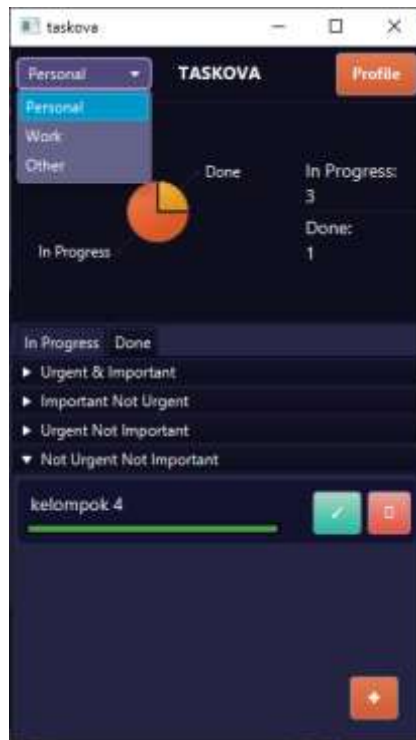 taskova
Personal
TASKOVA
Profile
Personal
Work
Other
Done
In Progress
In Progress:
3
Done:
1
In Progress Done
Urgent & Important
Important Not Urgent
Urgent Not Important
Not Urgent Not Important
kelompok 4